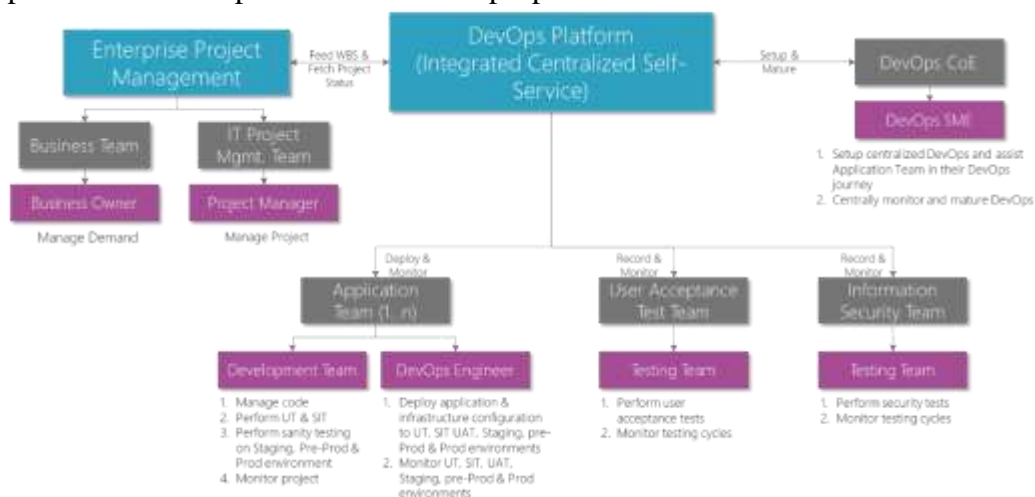 Enterprise Project
Management
Feed WBS &
Fetch Project
Status
DevOps Platform
(Integrated Centralized Self-
Service)
Setup &
Mature
DevOps CoE
DevOps SME
1. Setup centralized DevOps and assist
Application Team in their DevOps
journey
2. Centrally monitor and mature DevOps
Business Team
Business Owner
Manage Demand
IT Project
Mgmt. Team
Project Manager
Manage Project
Deploy &
Monitor
Application
Team (1..n)
Development Team
1. Manage code
2. Perform UT & SIT
3. Perform sanity testing
on Staging, Pre-Prod &
Prod environment
4. Monitor project
DevOps Engineer
1. Deploy application &
infrastructure configuration
to UT, SIT UAT, Staging, pre-
Prod & Prod environments
2. Monitor UT, SIT, UAT,
Staging, pre-Prod & Prod
environments
Record &
Monitor
User Acceptance
Test Team
Testing Team
1. Perform user
acceptance tests
2. Monitor testing cycles
Record &
Monitor
Information
Security Team
Testing Team
1. Perform security tests
2. Monitor testing cycles